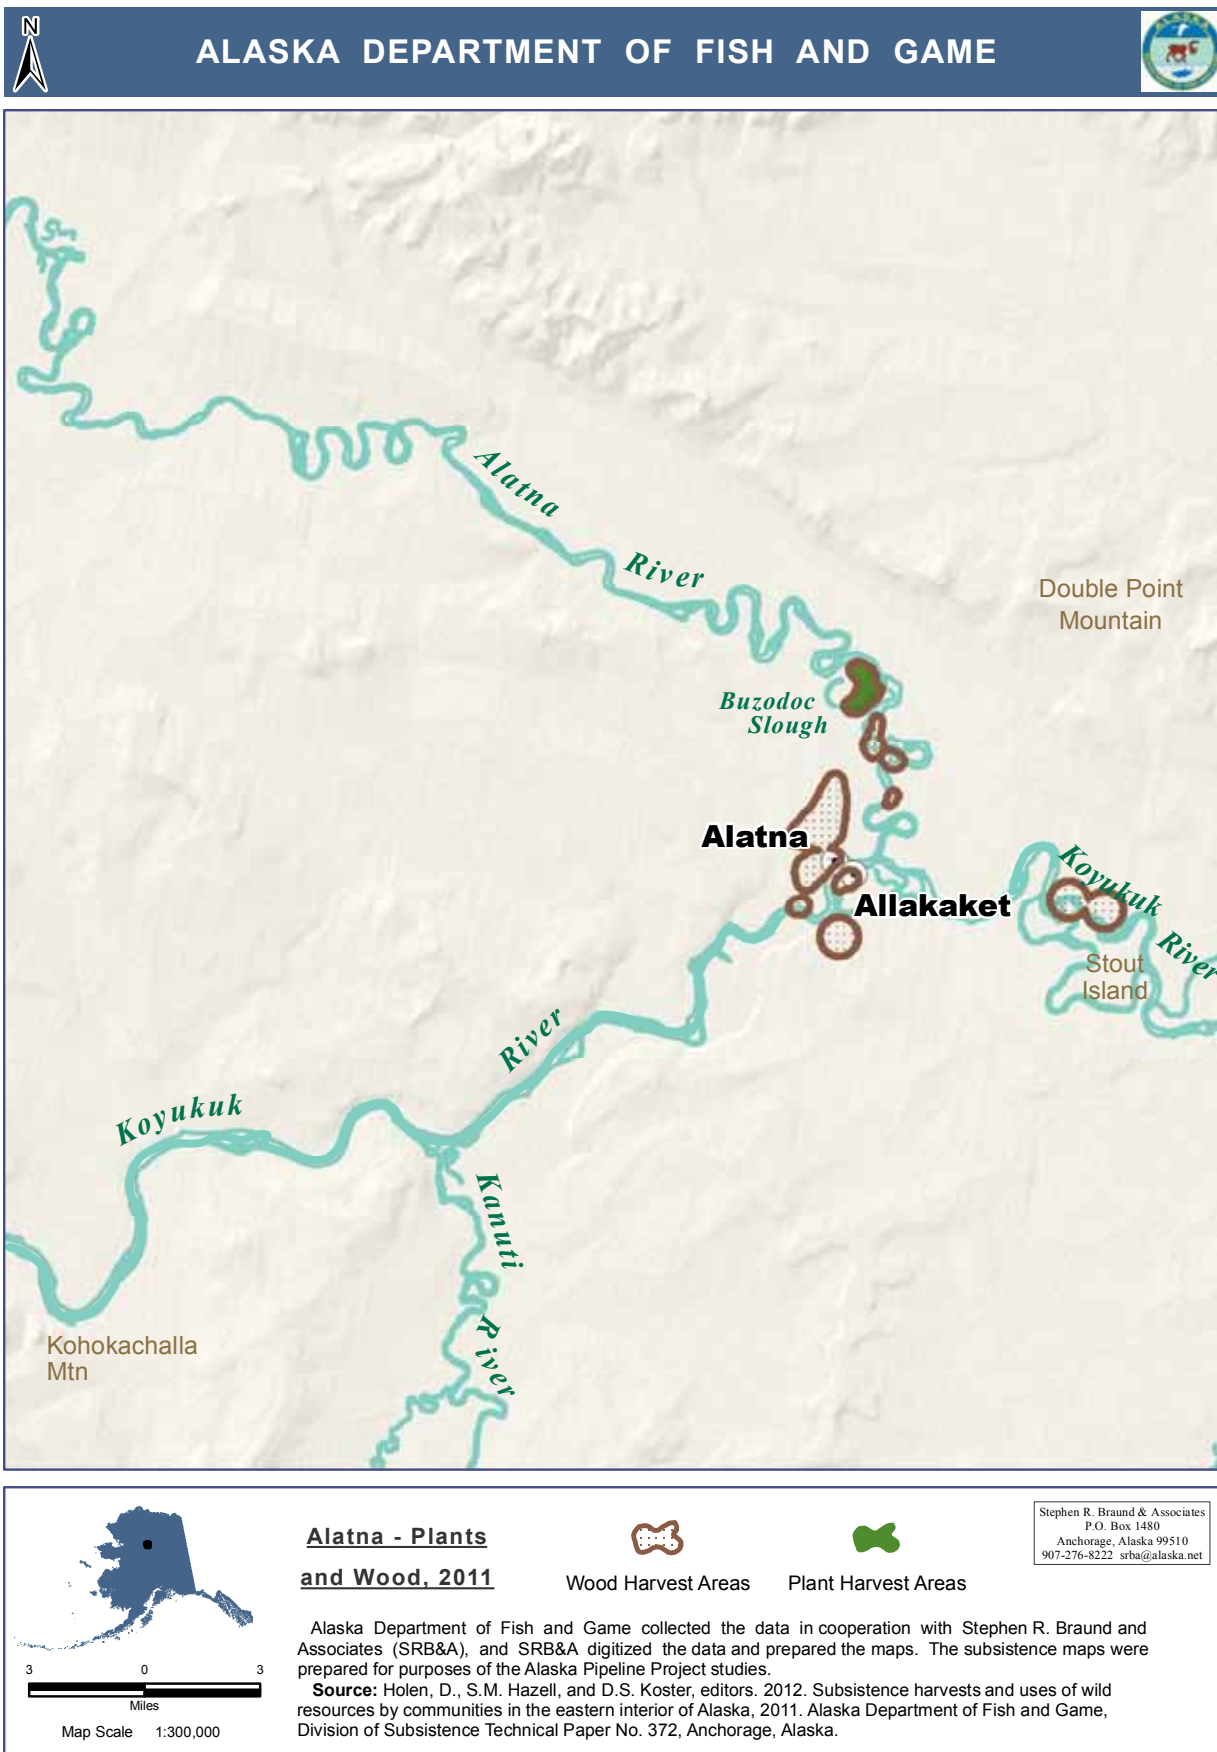 N
ALASKA DEPARTMENT OF FISH AND GAME
ALASKA
Alatna
River
Double Point
Mountain
Buzodoc
Slough
Alatna
Allakaket
Koyukuk
River
Stout
Island
River
Koyukuk
Kanuti
River
Kohokachalla
Mtn
Alatna - Plants
and Wood, 2011
Wood Harvest Areas
Plant Harvest Areas
Stephen R. Braund & Associates
P.O. Box 1480
Anchorage, Alaska 99510
907-276-8222 srba@alaska.net
Alaska Department of Fish and Game collected the data in cooperation with Stephen R. Braund and
Associates (SRB&A), and SRB&A digitized the data and prepared the maps. The subsistence maps were
prepared for purposes of the Alaska Pipeline Project studies.
Source: Holen, D., S.M. Hazell, and D.S. Koster, editors. 2012. Subsistence harvests and uses of wild
resources by communities in the eastern interior of Alaska, 2011. Alaska Department of Fish and Game,
Division of Subsistence Technical Paper No. 372, Anchorage, Alaska.
3 0 3
Miles
Map Scale 1:300,000